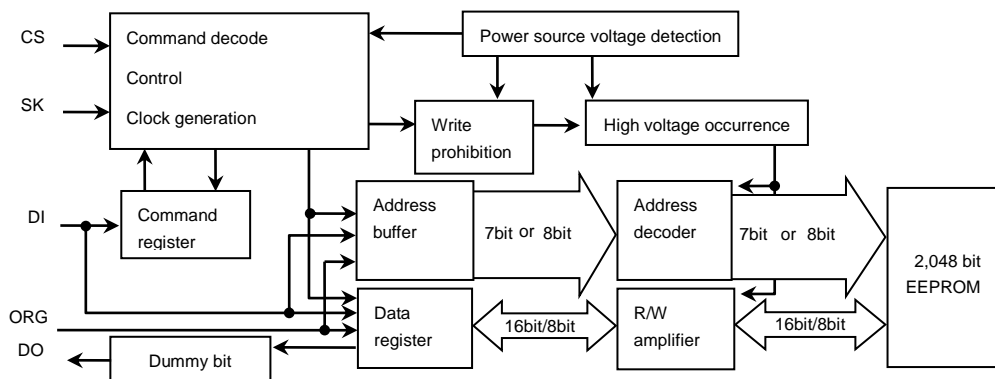 CS
Command decode
Control
Clock generation
Power source voltage detection
SK
Write
prohibition
High voltage occurrence
DI
Command
register
Address
buffer
7bit or 8bit
Address
decoder
7bit or 8bit
2,048 bit
EEPROM
ORG
Data
register
16bit/8bit
R/W
amplifier
16bit/8bit
DO
Dummy bit